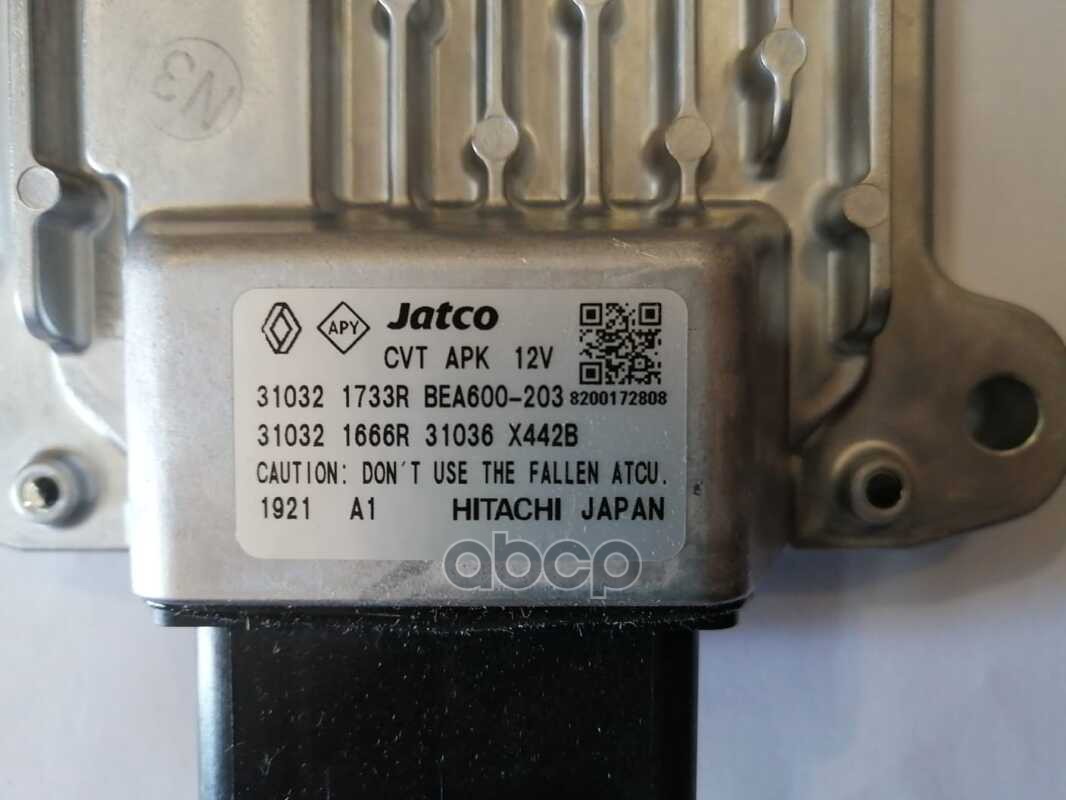 N3
APY
Jatco
CVT APK 12V
31032 1733R BEA600-203 8200172808
31032 1666R 31036 X442B
CAUTION: DON'T USE THE FALLEN ATCU.
1921 A1 HITACHI JAPAN
abcp